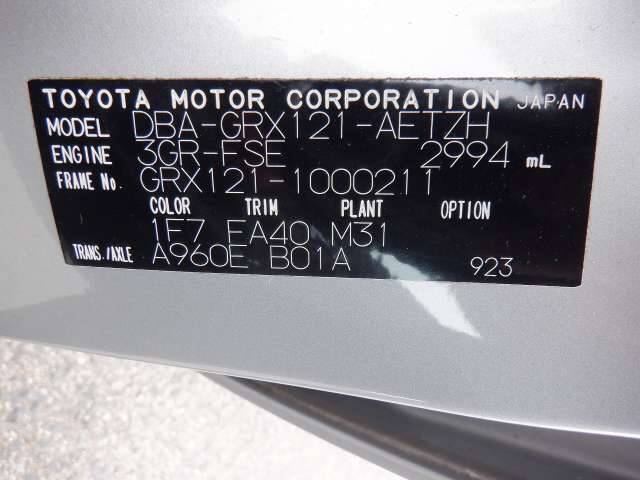 TOYOTA MOTOR CORPORATION JAPAN
MODEL DBA-GRX121-AETZH
ENGINE 3GR-FSE 2994 mL
FRAME No. GRX121-1000211
COLOR TRIM PLANT OPTION
1F7 FA40 M31
TRANS./AXLE A960E B01A 923